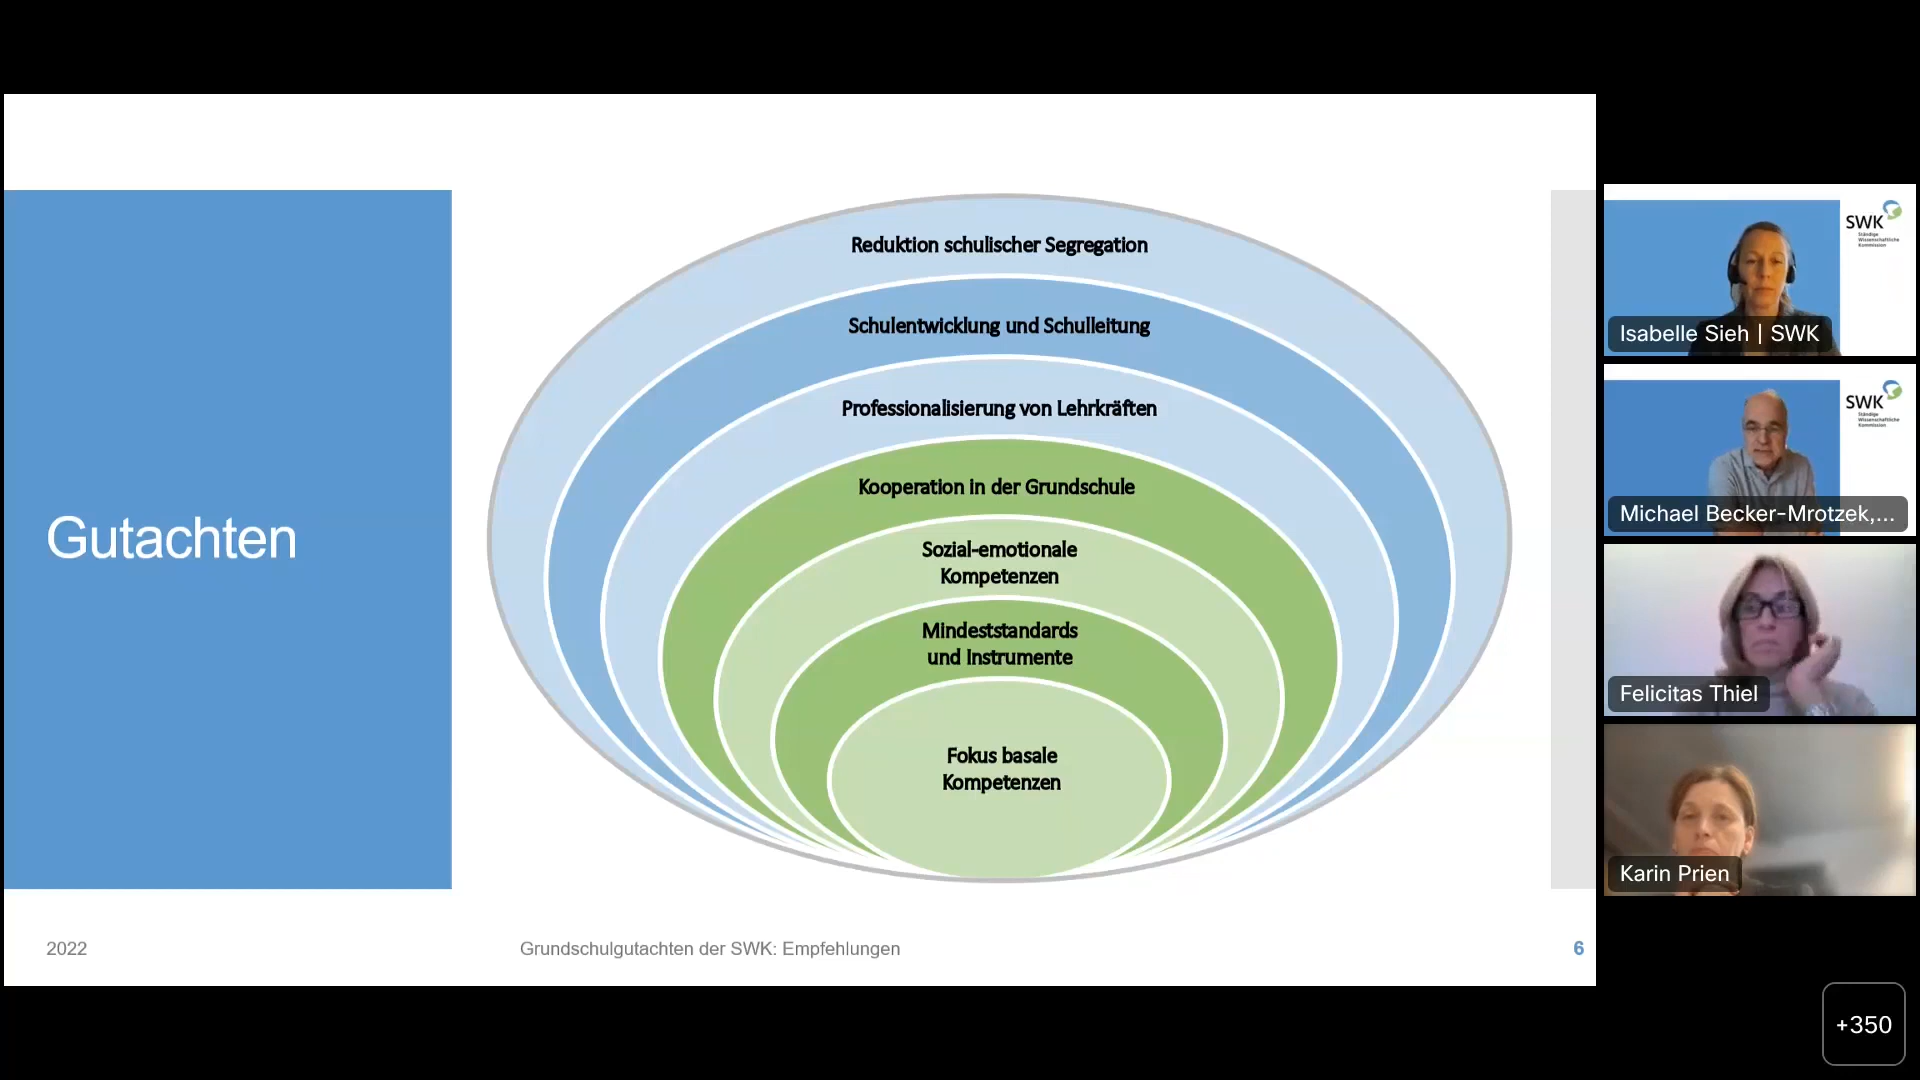 Gutachten
Reduktion schulischer Segregation
Schulentwicklung und Schulleitung
Professionalisierung von Lehrkräften
Kooperation in der Grundschule
Sozial-emotionale
Kompetenzen
Mindeststandards
und Instrumente
Fokus basale
Kompetenzen
2022
Grundschulgutachten der SWK: Empfehlungen
6
SWK
Ständige
Wissenschaftliche
Kommission
Isabelle Sieh | SWK
SWK
Ständige
Wissenschaftliche
Kommission
Michael Becker-Mrotzek,...
Felicitas Thiel
Karin Prien
+350